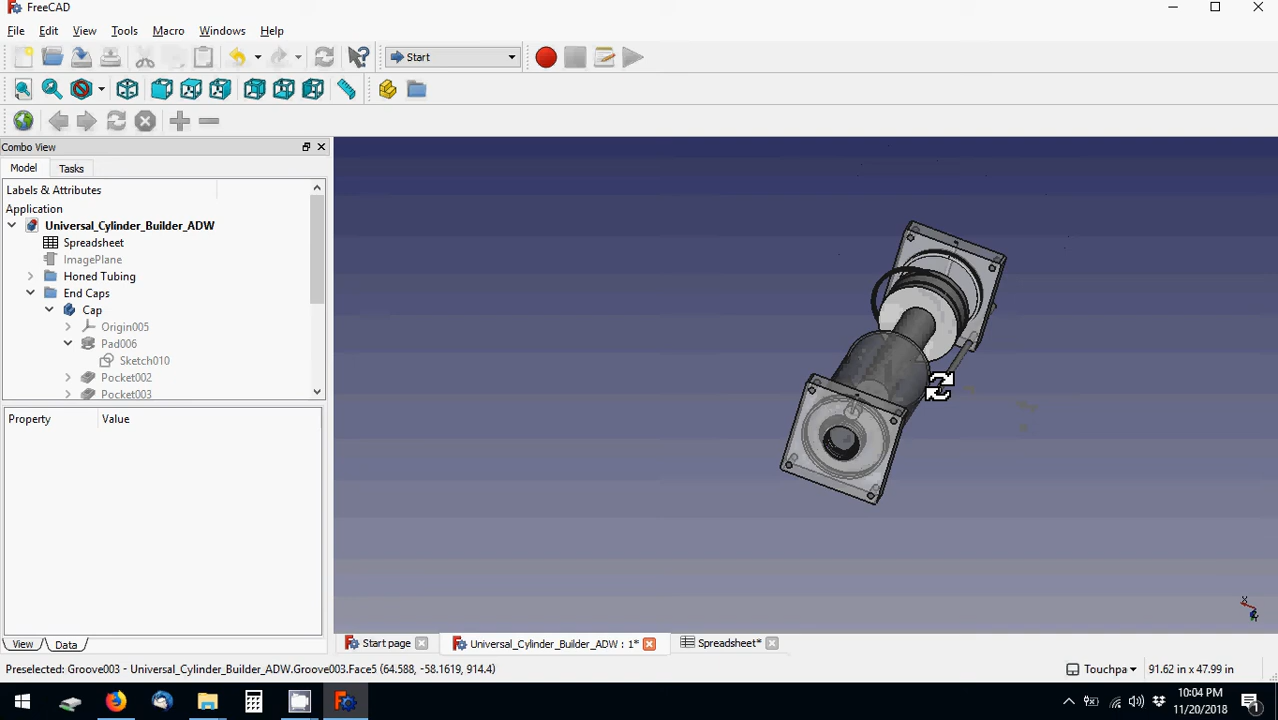 FreeCAD
File Edit View Tools Macro Windows Help
Start
Combo View
Model Tasks
Labels & Attributes
Application
Universal_Cylinder_Builder_ADW
Spreadsheet
ImagePlane
Honed Tubing
End Caps
Cap
Origin005
Pad006
Sketch010
Pocket002
Pocket003
Property Value
View Data
Start page Universal_Cylinder_Builder_ADW : 1* Spreadsheet*
Preselected: Groove003 - Universal_Cylinder_Builder_ADW.Groove003.Face5 (64.588, -58.1619, 914.4) Touchpa 91.62 in x 47.99 in
10:04 PM
11/20/2018
1